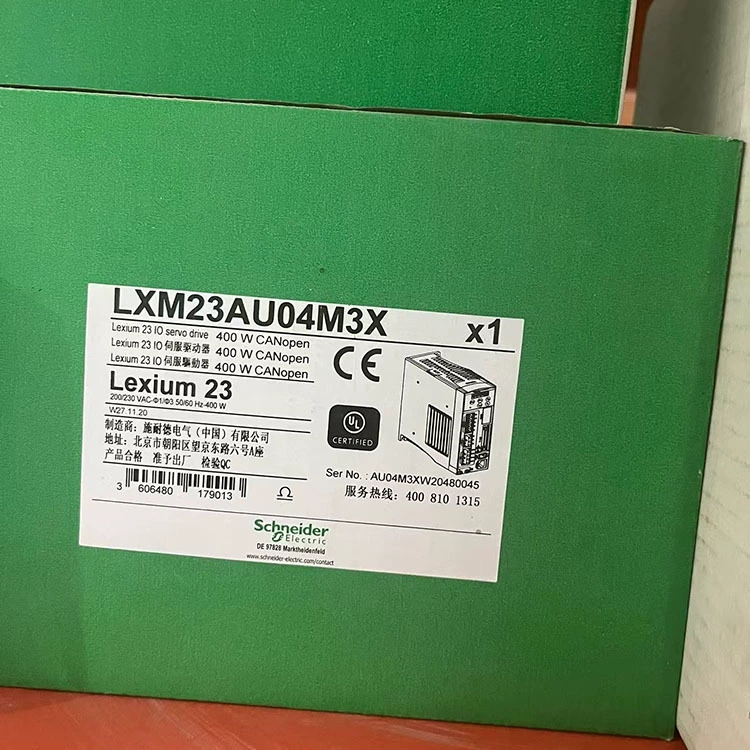 LXM23AU04M3X x1
Lexium 23 IO servo drive 400 W CANopen
Lexium 23 IO 伺服驱动器 400 W CANopen
Lexium 23 IO 伺服驅動器 400 W CANopen
CE
Lexium 23
200/230 VAC-Φ1/Φ3 50/60 Hz-400 W
W27.11.20
UL
CERTIFIED
制造商：施耐德电气（中国）有限公司
地址：北京市朝阳区望京东路六号A座
产品合格 准予出厂 检验QC
Ser No.: AU04M3XW20480045
3 606480 179013
服务热线：400 810 1315
Schneider
Electric
DE 97828 Marktheidenfeld
www.schneider-electric.com/contact